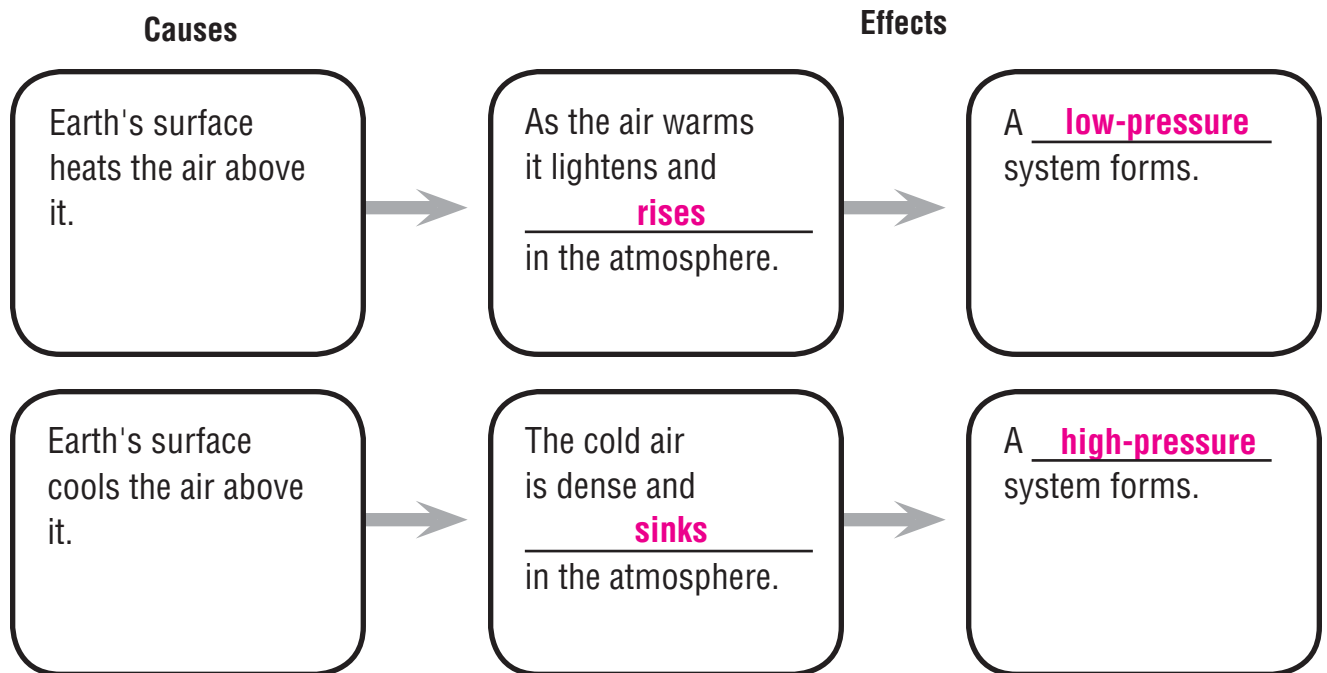 Causes
Effects
Earth's surface
heats the air above
it.
As the air warms
it lightens and
rises
in the atmosphere.
A low-pressure
system forms.
Earth's surface
cools the air above
it.
The cold air
is dense and
sinks
in the atmosphere.
A high-pressure
system forms.